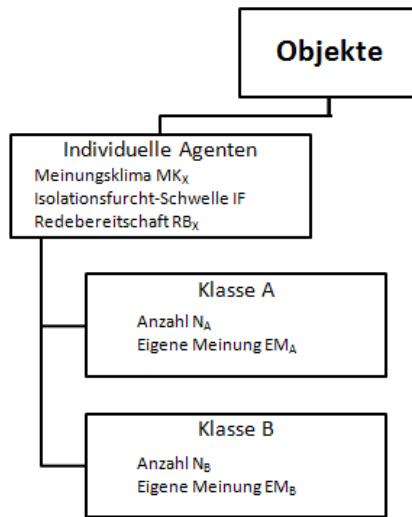 Objekte
Individuelle Agenten
Meinungsklima MKX
Isolationsfurcht-Schwelle IF
Redebereitschaft RBX
Klasse A
Anzahl NA
Eigene Meinung EMA
Klasse B
Anzahl NB
Eigene Meinung EMB